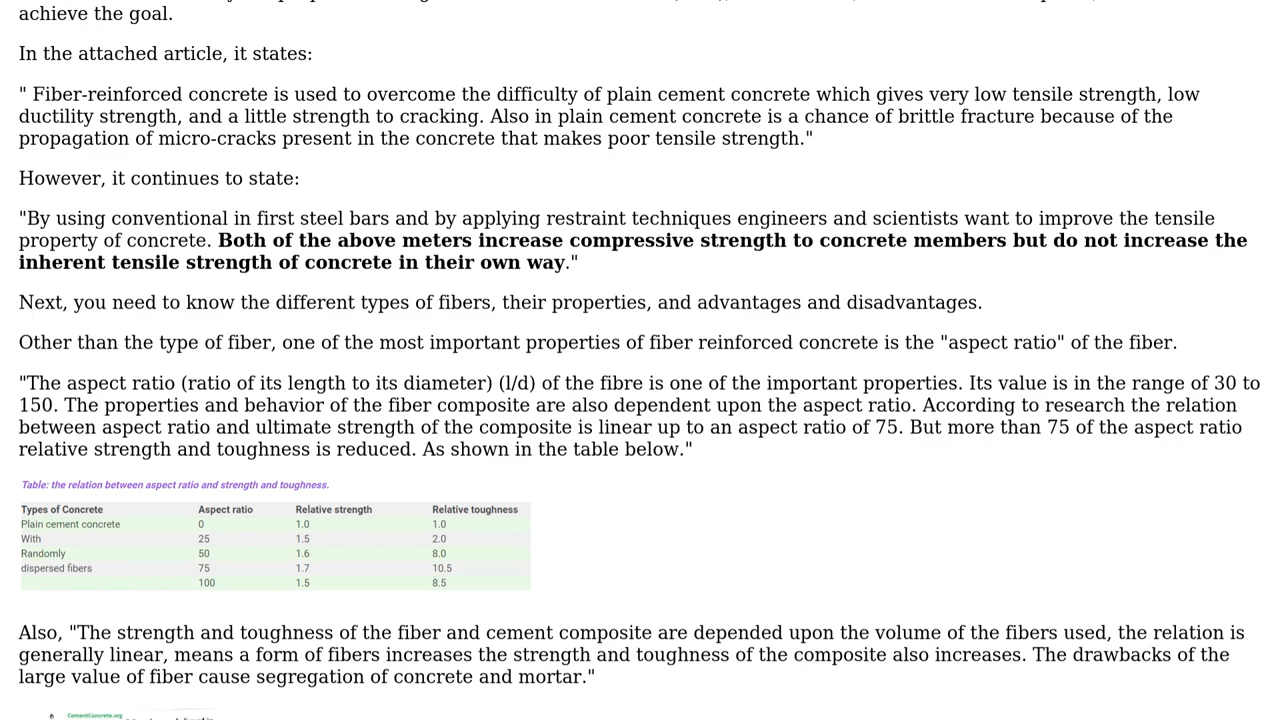 achieve the goal.
In the attached article, it states:
" Fiber-reinforced concrete is used to overcome the difficulty of plain cement concrete which gives very low tensile strength, low
ductility strength, and a little strength to cracking. Also in plain cement concrete is a chance of brittle fracture because of the
propagation of micro-cracks present in the concrete that makes poor tensile strength."
However, it continues to state:
"By using conventional in first steel bars and by applying restraint techniques engineers and scientists want to improve the tensile
property of concrete. Both of the above meters increase compressive strength to concrete members but do not increase the
inherent tensile strength of concrete in their own way."
Next, you need to know the different types of fibers, their properties, and advantages and disadvantages.
Other than the type of fiber, one of the most important properties of fiber reinforced concrete is the "aspect ratio" of the fiber.
"The aspect ratio (ratio of its length to its diameter) (l/d) of the fibre is one of the important properties. Its value is in the range of 30 to
150. The properties and behavior of the fiber composite are also dependent upon the aspect ratio. According to research the relation
between aspect ratio and ultimate strength of the composite is linear up to an aspect ratio of 75. But more than 75 of the aspect ratio
relative strength and toughness is reduced. As shown in the table below."
Table: the relation between aspect ratio and strength and toughness.
Types of Concrete Aspect ratio Relative strength Relative toughness
Plain cement concrete 0 1.0 1.0
With 25 1.5 2.0
Randomly 50 1.6 8.0
dispersed fibers 75 1.7 10.5
100 1.5 8.5
Also, "The strength and toughness of the fiber and cement composite are depended upon the volume of the fibers used, the relation is
generally linear, means a form of fibers increases the strength and toughness of the composite also increases. The drawbacks of the
large value of fiber cause segregation of concrete and mortar."
CementConcrete.org